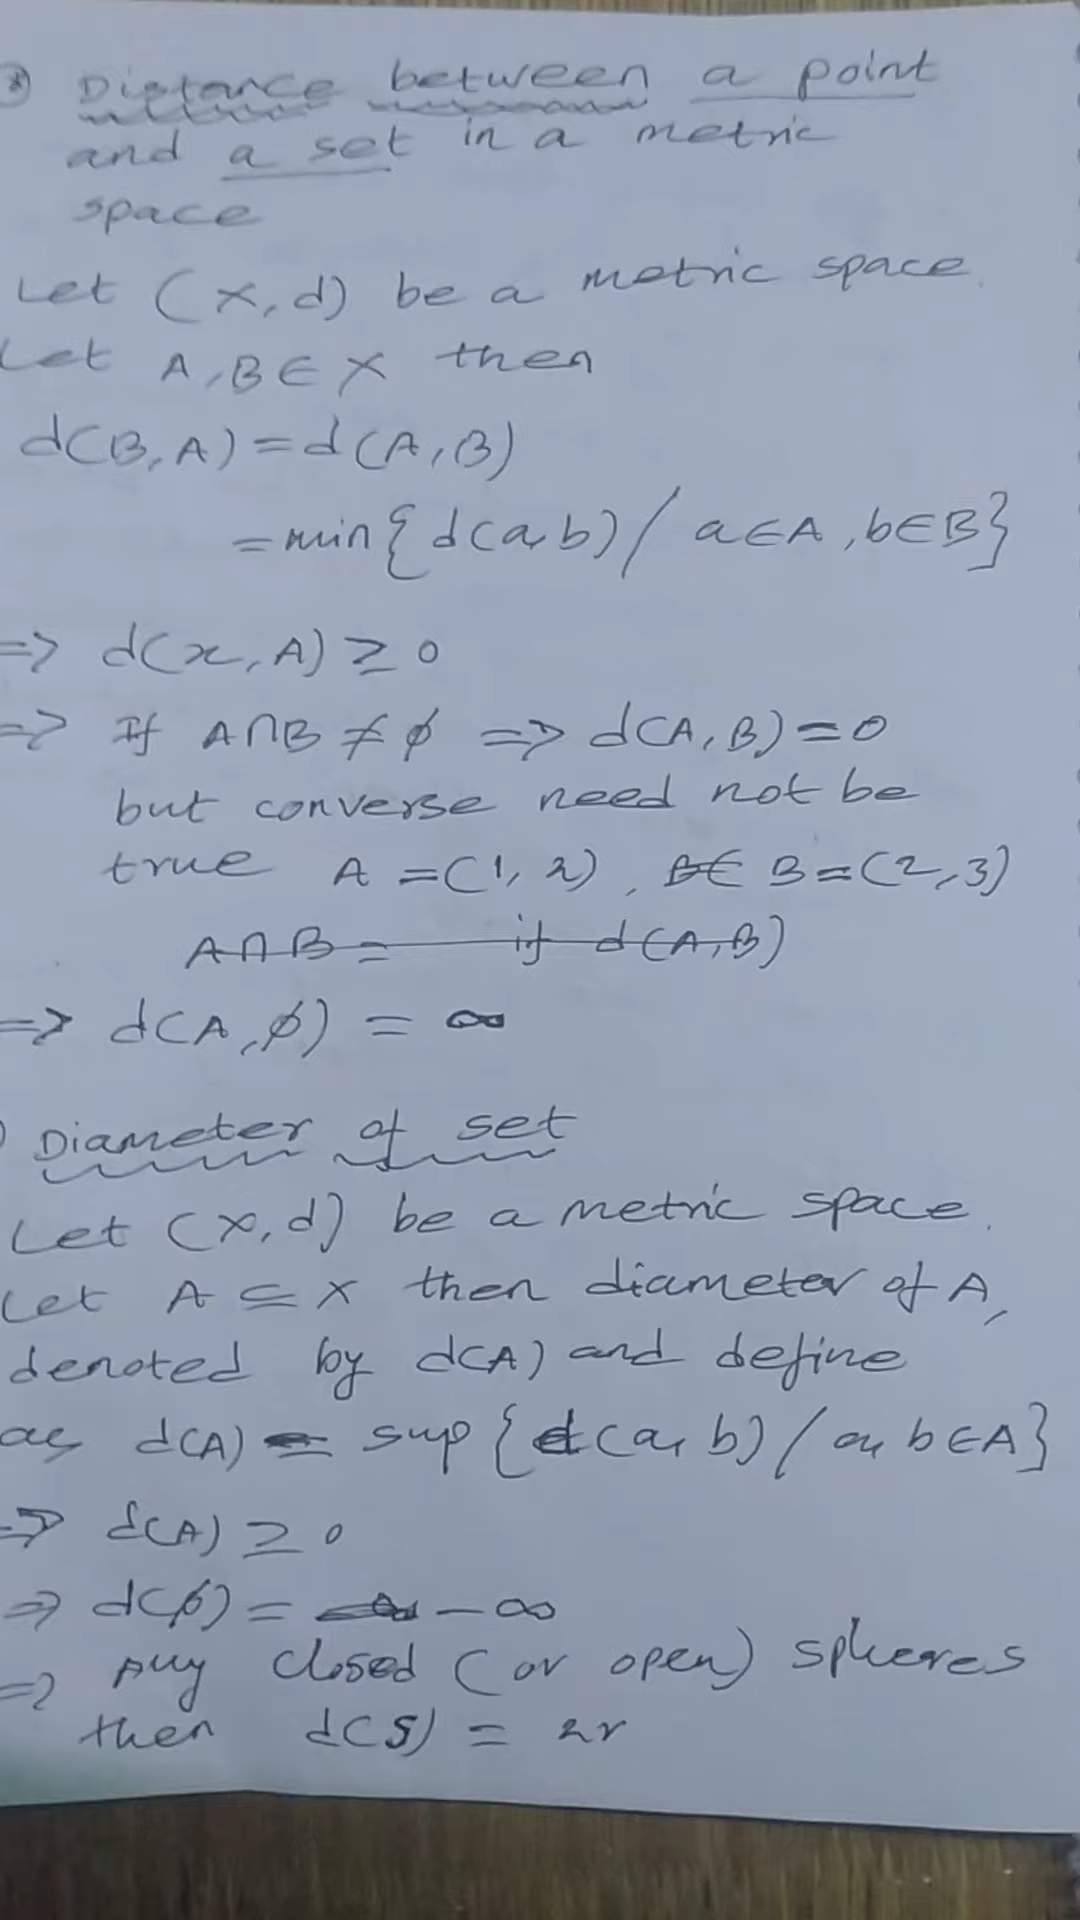 Distance between a point
and a set in a metric
space
Let (X, d) be a metric space.
Let A, B ∈ X then
d(B, A) = d(A, B)
= min{ d(a, b) / a ∈ A, b ∈ B}
=> d(x, A) ≥ 0
=> If A∩B ≠ ϕ => d(A, B) = 0
but converse need not be
true A = (1, 2), B∈ B = (2, 3)
A∩B = if d(A, B)
=> d(A, ϕ) = ∞
Diameter of set
Let (X, d) be a metric space.
Let A ⊆ X then diameter of A,
denoted by d(A) and define
as d(A) = sup { d(a, b) / a, b ∈ A}
=> d(A) ≥ 0
=> d(ϕ) = - ∞
=> Any closed (or open) spheres
then d(S) = 2r